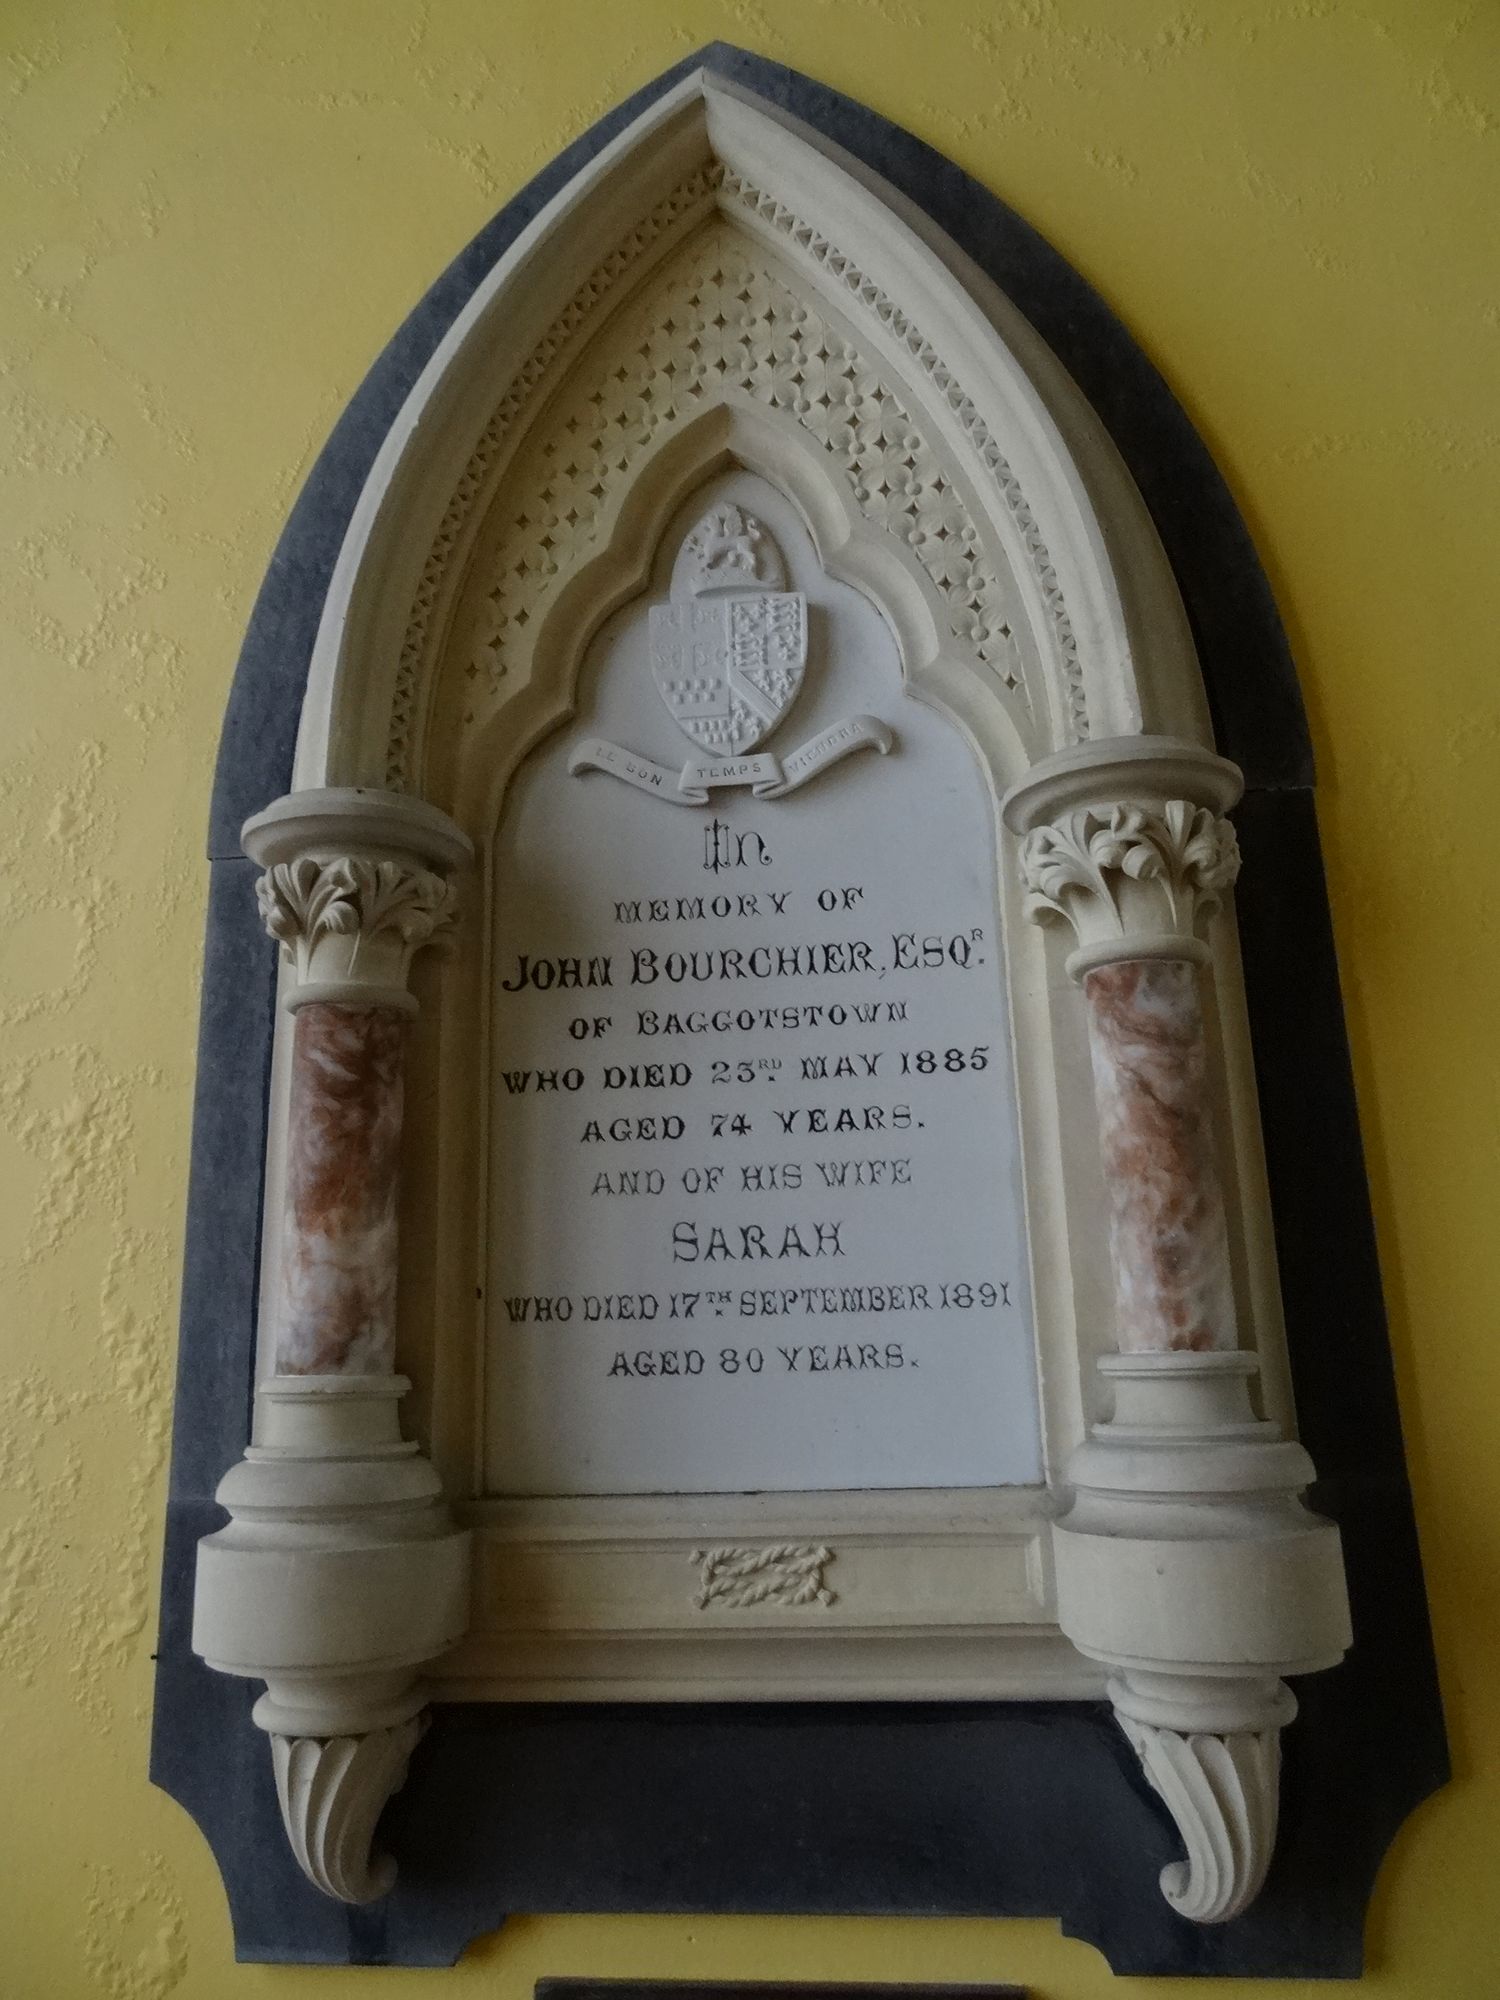 LE BON TEMPS VIENDRA
In
MEMORY OF
JOHN BOURCHIER, ESQR.
OF BAGGOTSTOWN
WHO DIED 23RD MAY 1885
AGED 74 YEARS.
AND OF HIS WIFE
SARAH
WHO DIED 17TH SEPTEMBER 1891
AGED 80 YEARS.